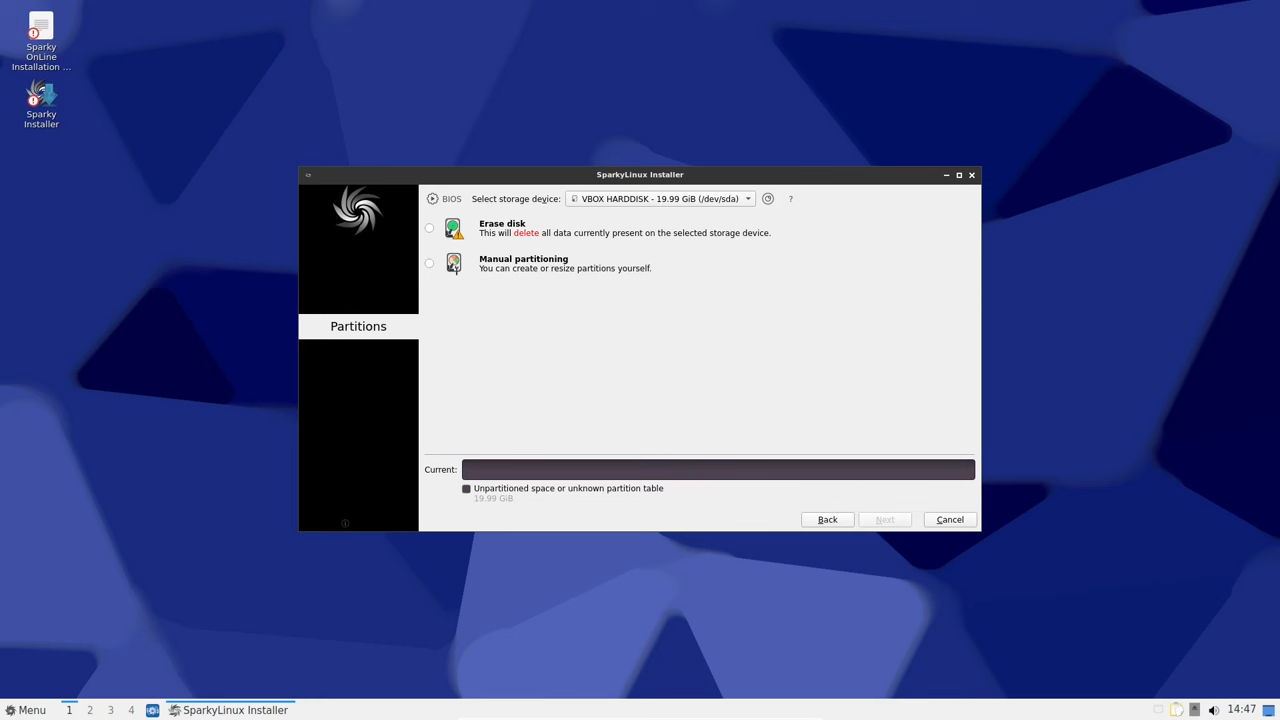 Sparky
OnLine
Installation ...
Sparky
Installer
SparkyLinux Installer
BIOS
Select storage device:
VBOX HARDDISK - 19.99 GiB (/dev/sda)
?
Erase disk
This will delete all data currently present on the selected storage device.
Manual partitioning
You can create or resize partitions yourself.
Partitions
Current:
Unpartitioned space or unknown partition table
19.99 GiB
Back
Next
Cancel
Menu
1
2
3
4
SparkyLinux Installer
14:47